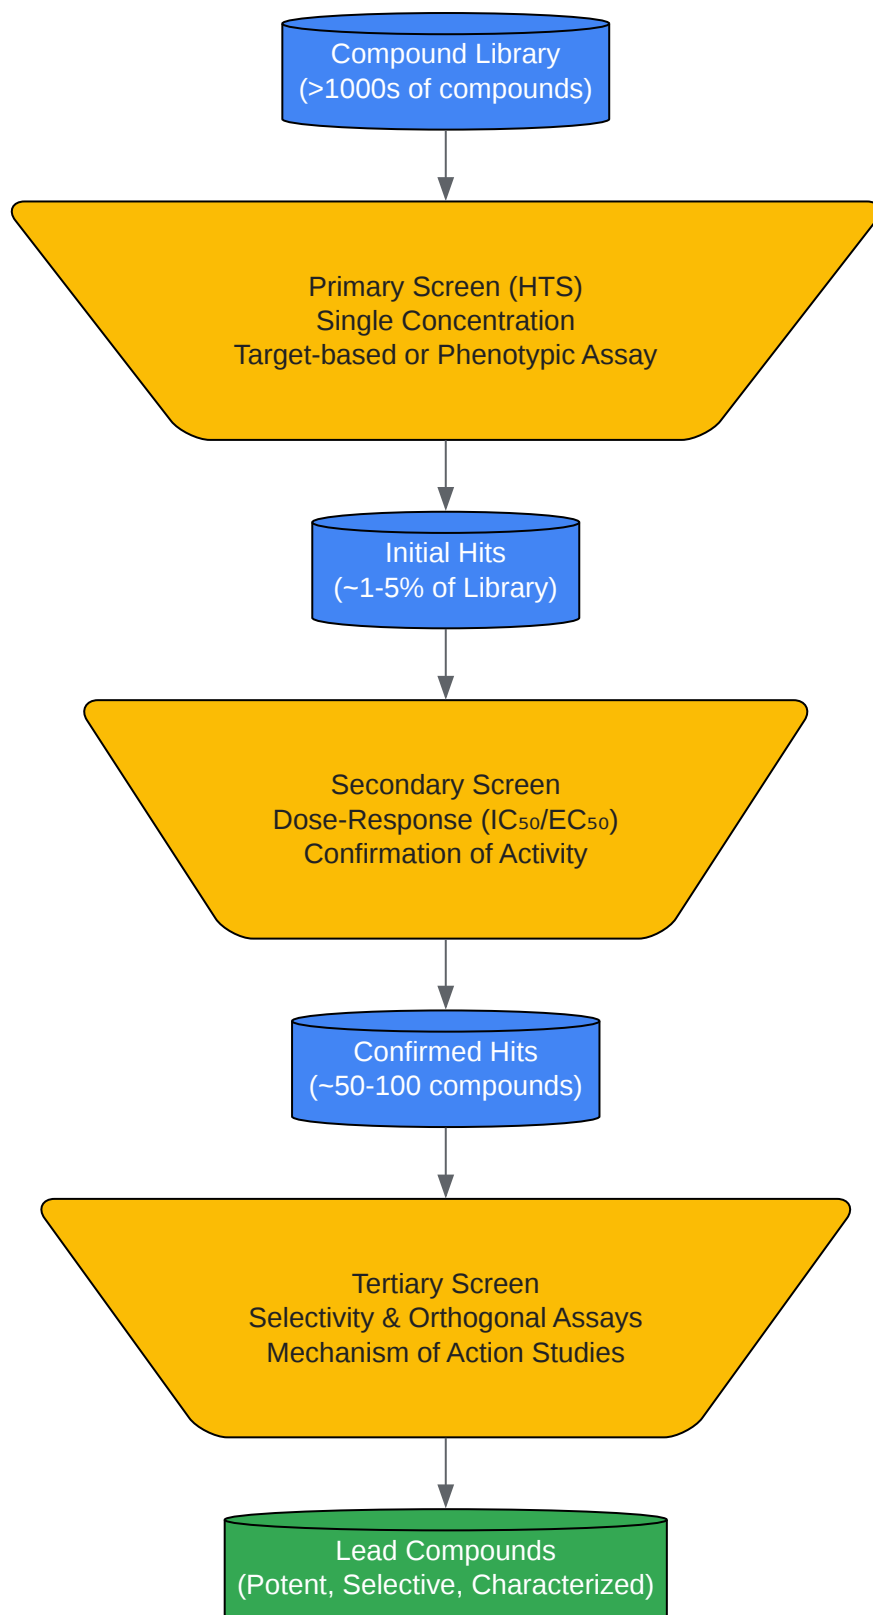 Compound Library
(>1000s of compounds)
Primary Screen (HTS)
Single Concentration
Target-based or Phenotypic Assay
Initial Hits
(~1-5% of Library)
Secondary Screen
Dose-Response (IC₅₀/EC₅₀)
Confirmation of Activity
Confirmed Hits
(~50-100 compounds)
Tertiary Screen
Selectivity & Orthogonal Assays
Mechanism of Action Studies
Lead Compounds
(Potent, Selective, Characterized)